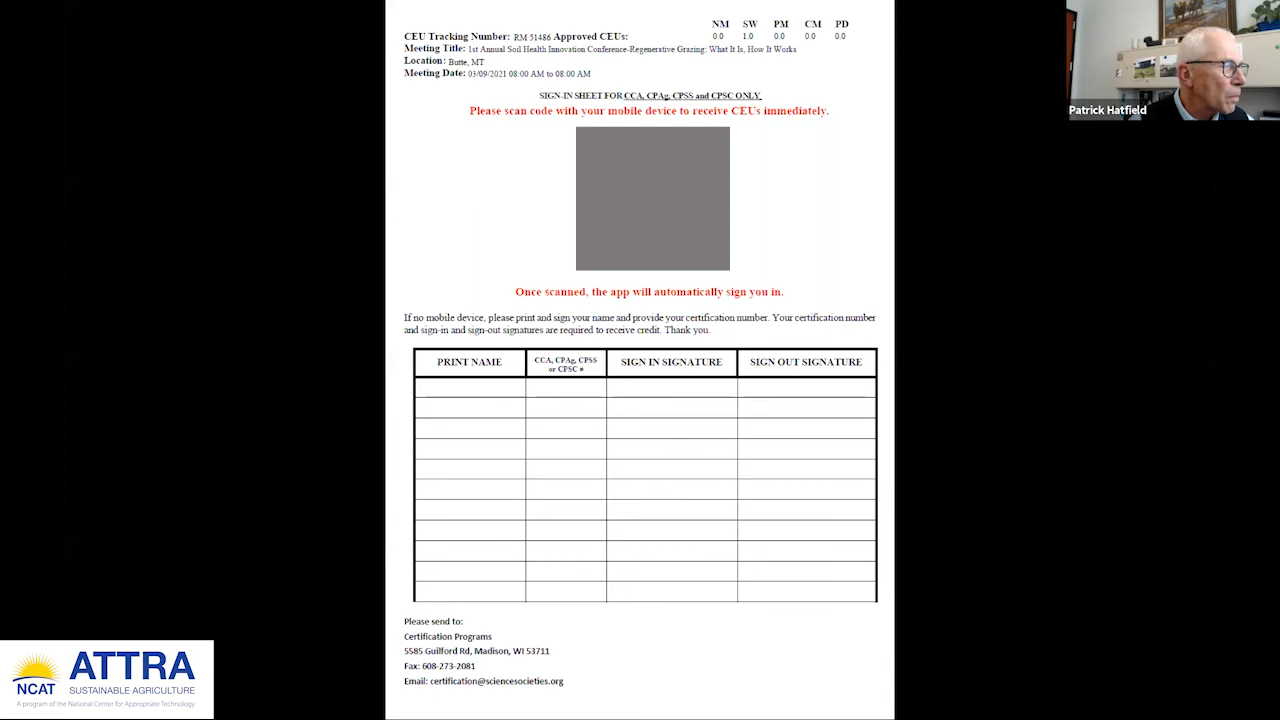 NM SW PM CM PD
CEU Tracking Number: RM 51486 Approved CEUs: 0.0 1.0 0.0 0.0 0.0
Meeting Title: 1st Annual Soil Health Innovation Conference-Regenerative Grazing: What It Is, How It Works
Location: Butte, MT
Meeting Date: 03/09/2021 08:00 AM to 08:00 AM
SIGN-IN SHEET FOR CCA, CPAg, CPSS and CPSC ONLY.
Please scan code with your mobile device to receive CEUs immediately.
Once scanned, the app will automatically sign you in.
If no mobile device, please print and sign your name and provide your certification number. Your certification number
and sign-in and sign-out signatures are required to receive credit. Thank you.
PRINT NAME CCA, CPAg, CPSS SIGN IN SIGNATURE SIGN OUT SIGNATURE
or CPSC #
Please send to:
Certification Programs
5585 Guilford Rd, Madison, WI 53711
Fax: 608-273-2081
Email: certification@sciencesocieties.org
Patrick Hatfield
NCAT
ATTRA
SUSTAINABLE AGRICULTURE
A program of the National Center for Appropriate Technology